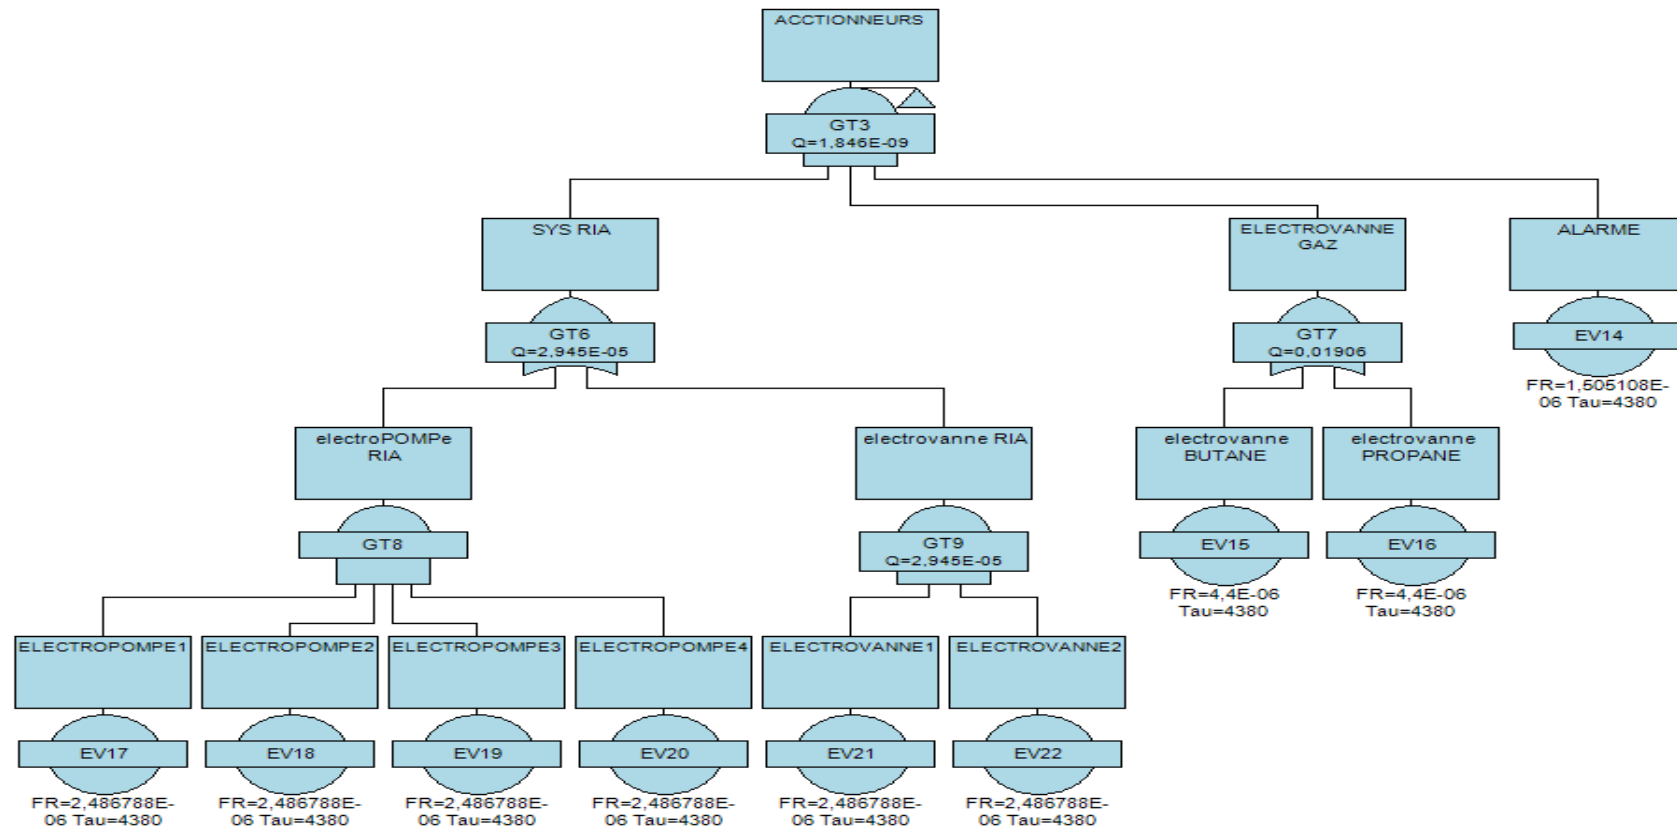 ACCTIONNEURS
GT3
Q=1,846E-09
SYS RIA
ELECTROVANNE
GAZ
ALARME
GT6
Q=2,945E-05
GT7
Q=0,01906
EV14
FR=1,505108E-
06 Tau=4380
electroPOMPe
RIA
electrovanne RIA
electrovanne
BUTANE
electrovanne
PROPANE
GT8
GT9
Q=2,945E-05
EV15
EV16
FR=4,4E-06
Tau=4380
FR=4,4E-06
Tau=4380
ELECTROPOMPE1
ELECTROPOMPE2
ELECTROPOMPE3
ELECTROPOMPE4
ELECTROVANNE1
ELECTROVANNE2
EV17
EV18
EV19
EV20
EV21
EV22
FR=2,486788E-
06 Tau=4380
FR=2,486788E-
06 Tau=4380
FR=2,486788E-
06 Tau=4380
FR=2,486788E-
06 Tau=4380
FR=2,486788E-
06 Tau=4380
FR=2,486788E-
06 Tau=4380